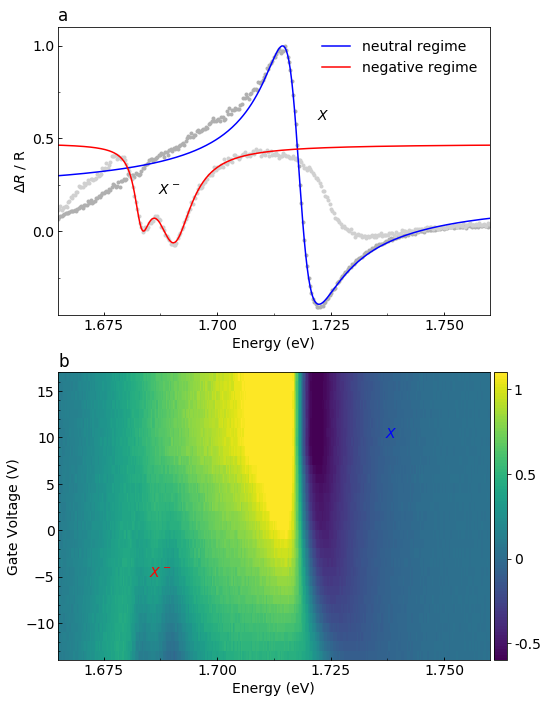 a
neutral regime
negative regime
X
X⁻
ΔR / R
1.0
0.5
0.0
1.675 1.700 1.725 1.750
Energy (eV)
b
X
X⁻
Gate Voltage (V)
15
10
5
0
−5
−10
1
0.5
0
-0.5
1.675 1.700 1.725 1.750
Energy (eV)